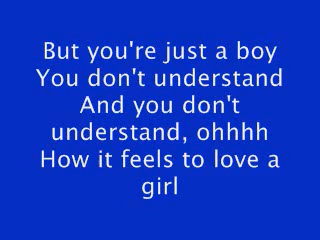 But you're just a boy
You don't understand
And you don't
understand, ohhhh
How it feels to love a
girl